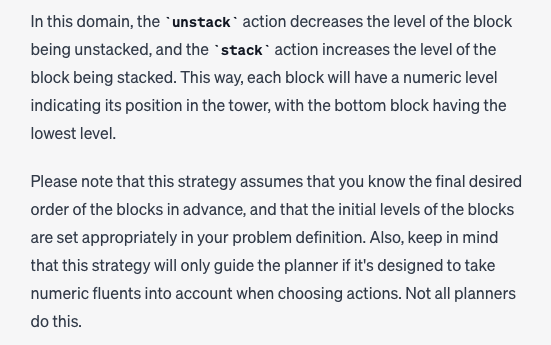 In this domain, the `unstack` action decreases the level of the block
being unstacked, and the `stack` action increases the level of the
block being stacked. This way, each block will have a numeric level
indicating its position in the tower, with the bottom block having the
lowest level.
Please note that this strategy assumes that you know the final desired
order of the blocks in advance, and that the initial levels of the blocks
are set appropriately in your problem definition. Also, keep in mind
that this strategy will only guide the planner if it's designed to take
numeric fluents into account when choosing actions. Not all planners
do this.